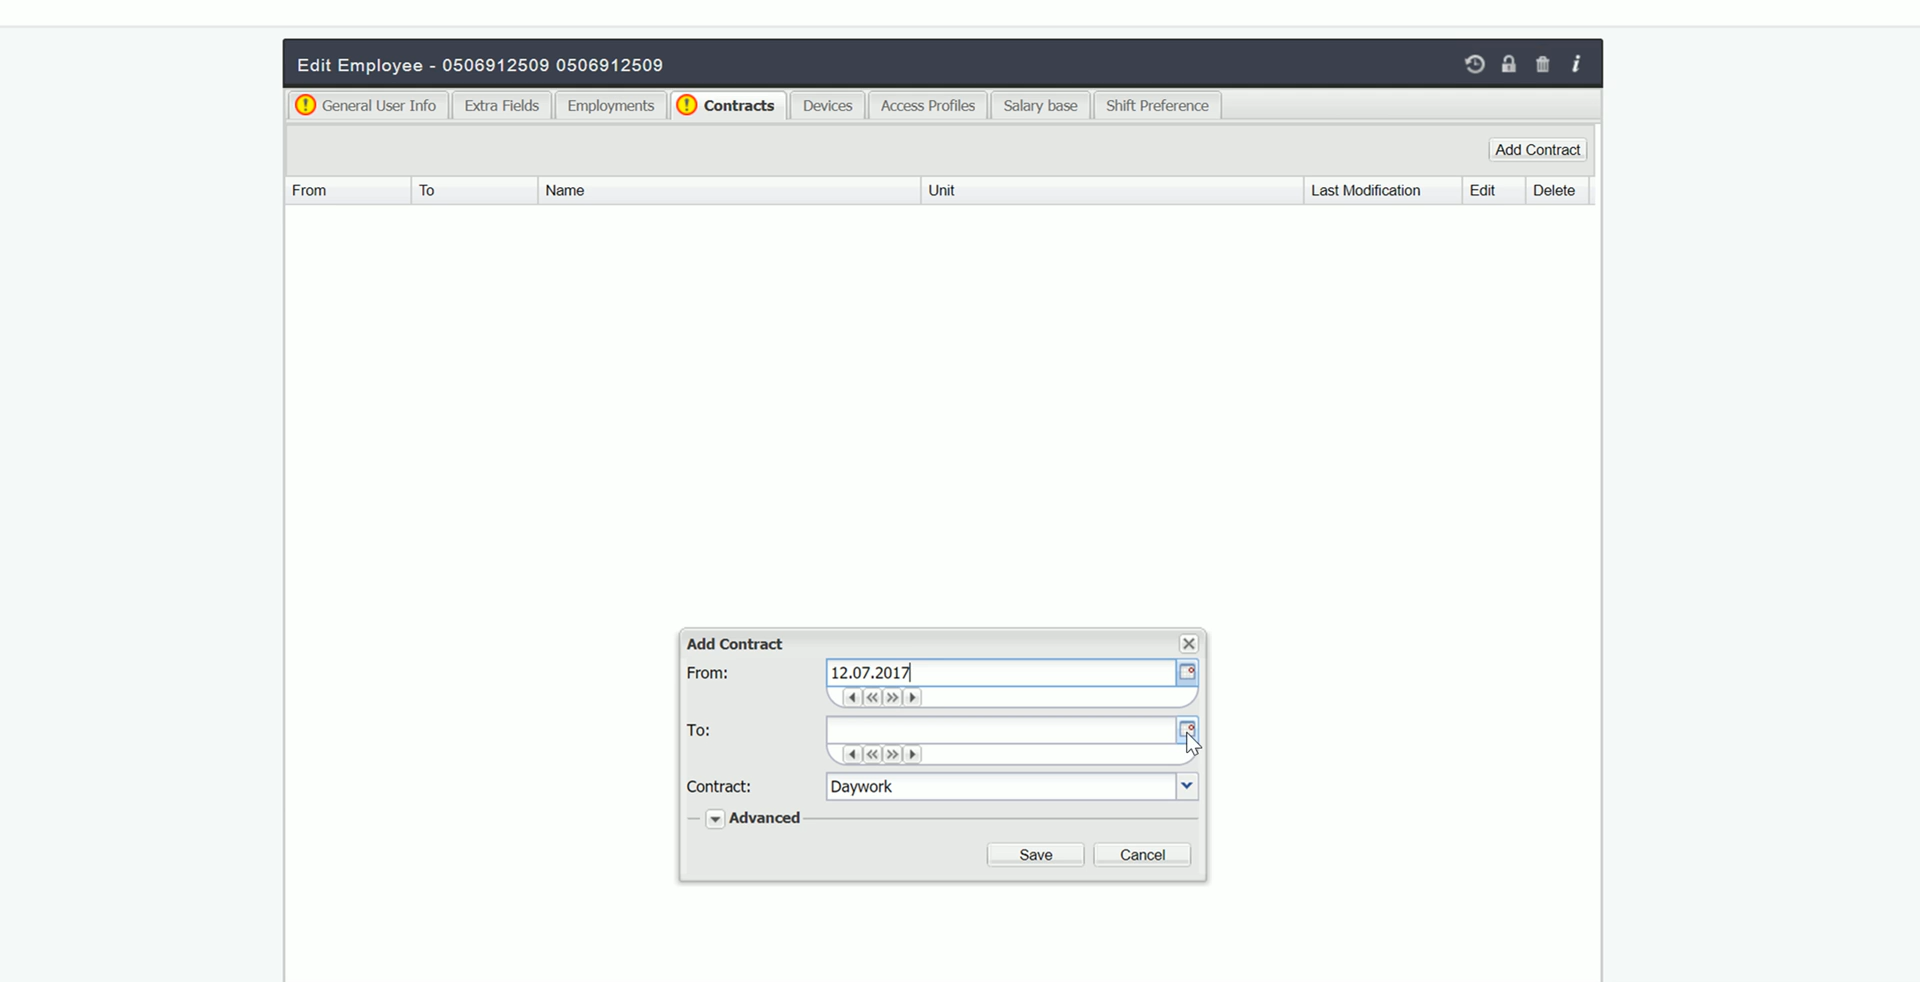 Edit Employee - 0506912509 0506912509
General User Info Extra Fields Employments Contracts Devices Access Profiles Salary base Shift Preference
Add Contract
From To Name Unit Last Modification Edit Delete
Add Contract
From: 12.07.2017
To:
Contract: Daywork
Advanced
Save Cancel